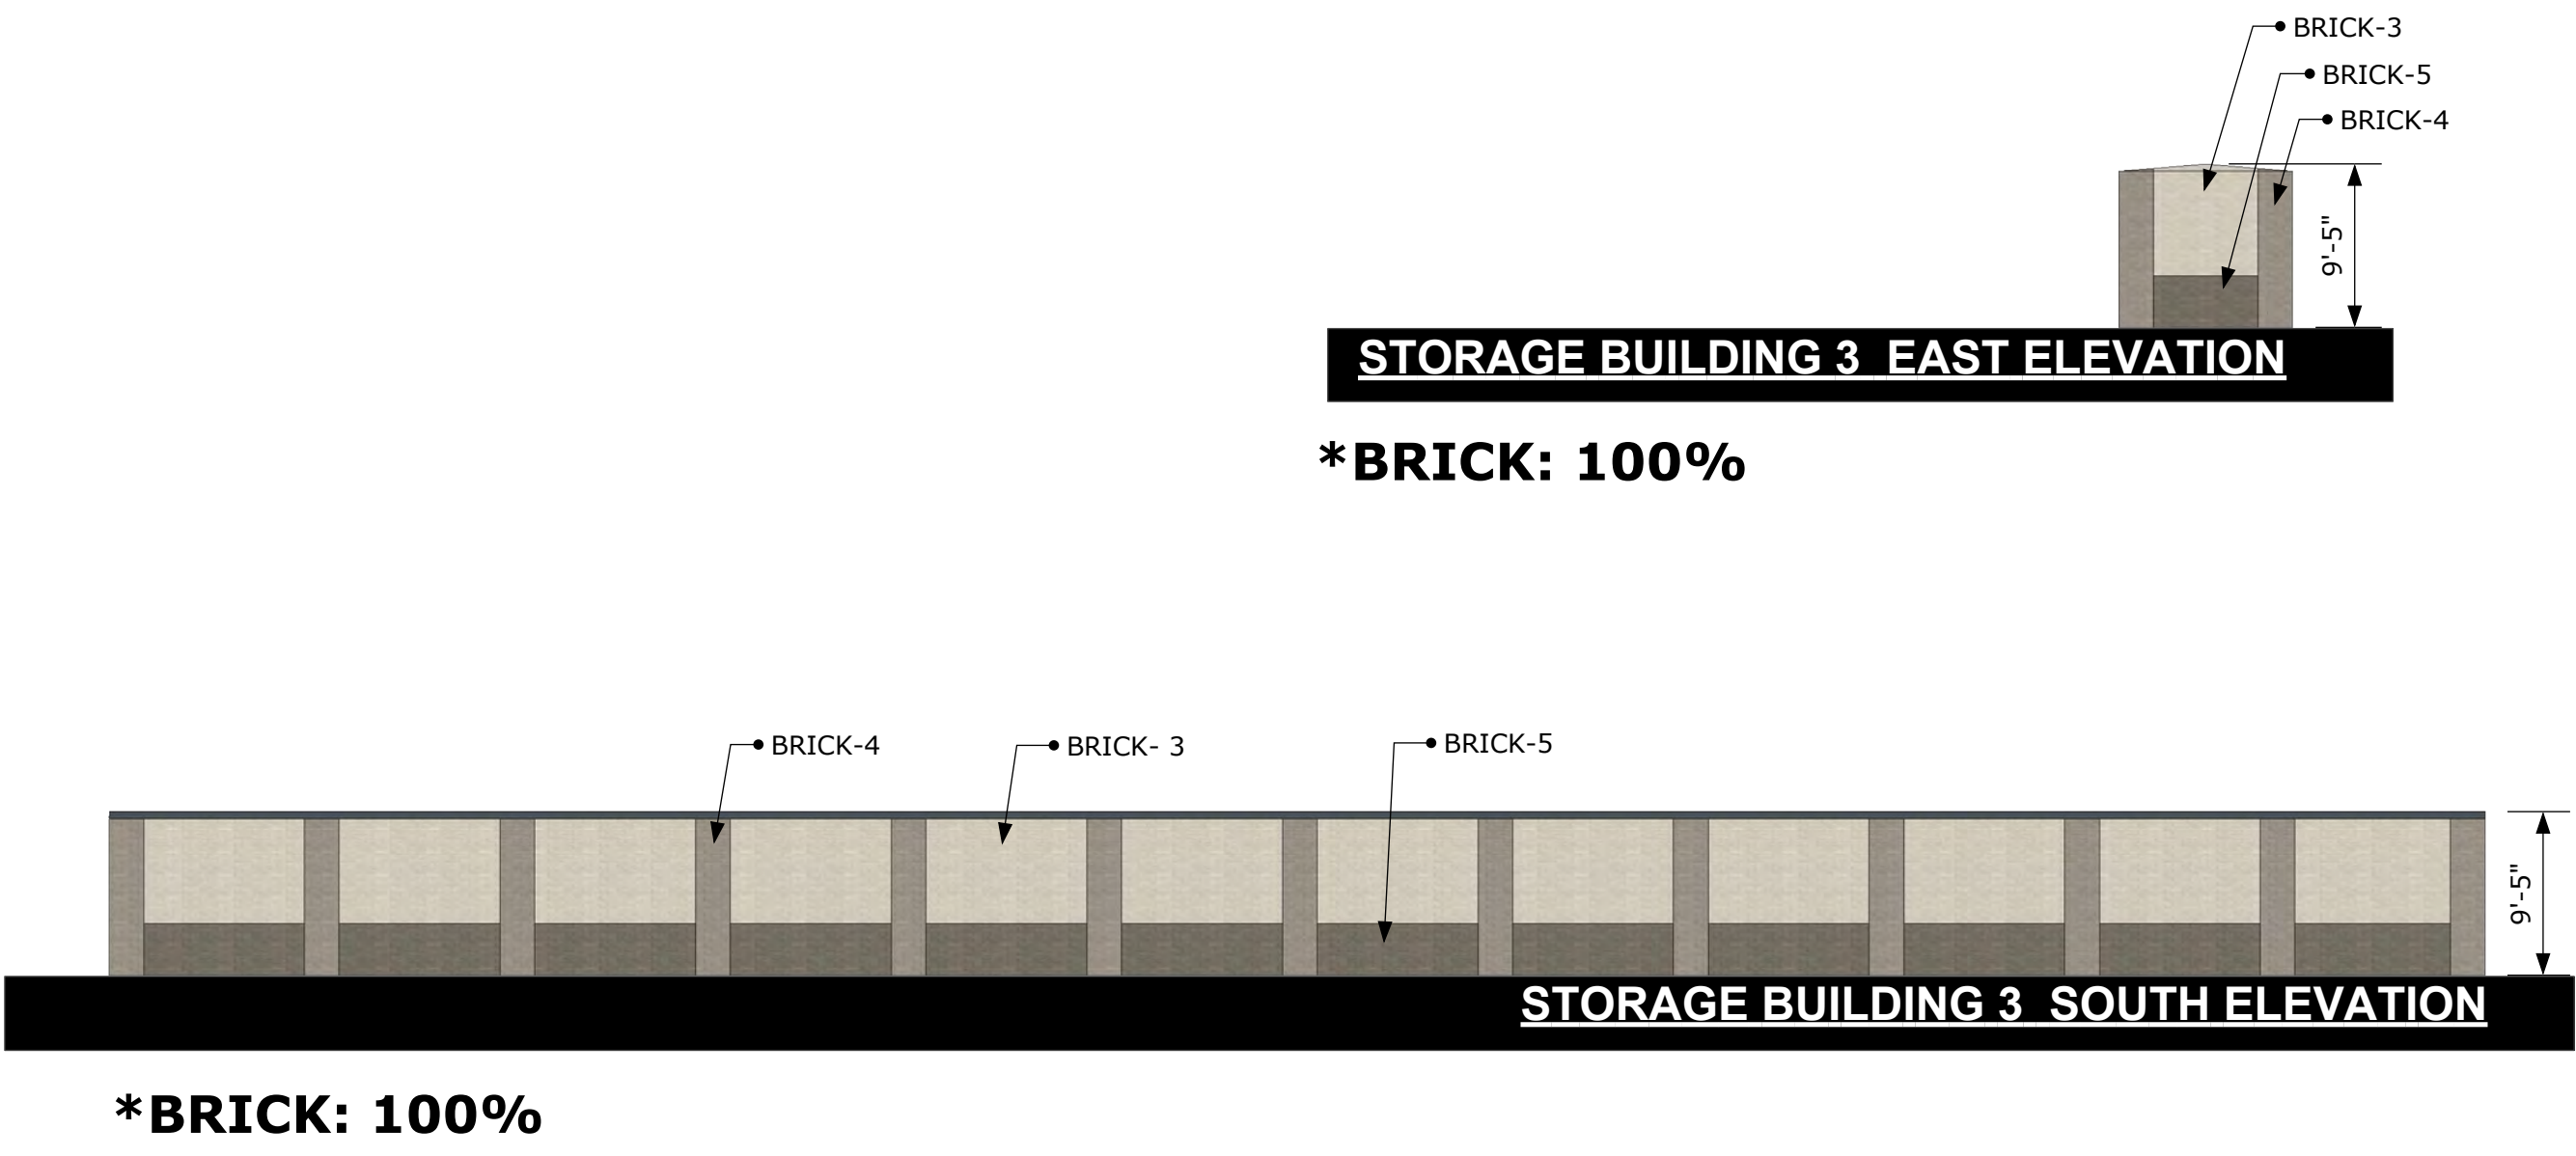 BRICK-3
BRICK-5
BRICK-4
9'-5"
STORAGE BUILDING 3  EAST ELEVATION
*BRICK: 100%
BRICK-4
BRICK- 3
BRICK-5
9'-5"
STORAGE BUILDING 3  SOUTH ELEVATION
*BRICK: 100%